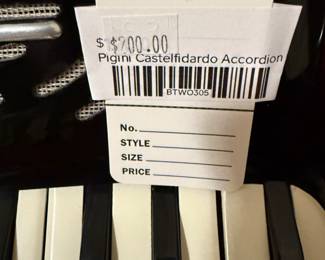 $ $200.00
Pigini Castelfidardo Accordion
BTWO305
No.
STYLE
SIZE
PRICE